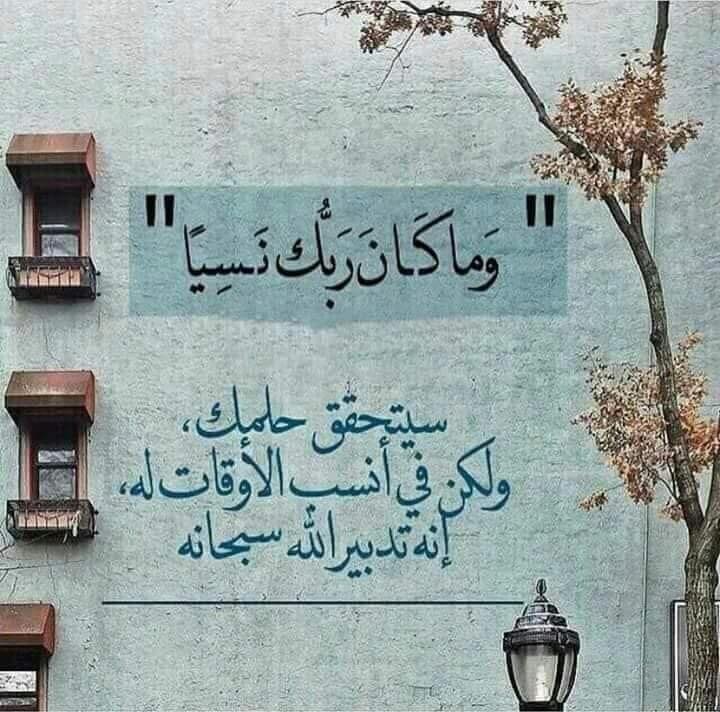 " وَما كَانَ رَبُّك نَسِيًا "
سيتحقق حلمك،
ولكن في أنسب الأوقات له،
إنه تدبير الله سبحانه